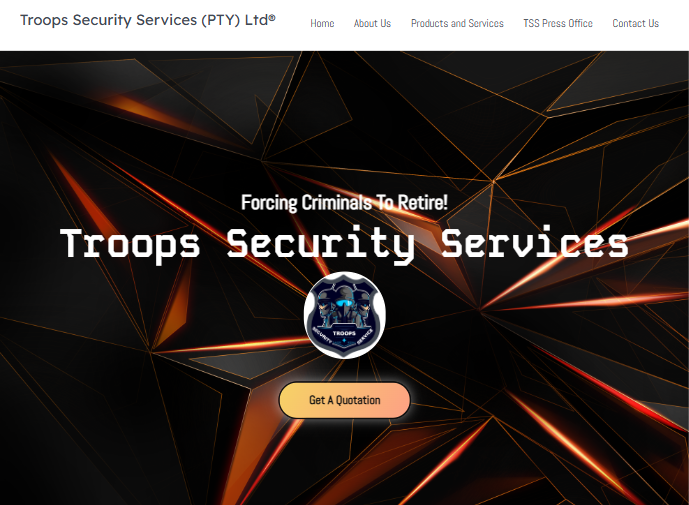 Troops Security Services (PTY) Ltd®
Home
About Us
Products and Services
TSS Press Office
Contact Us
Forcing Criminals To Retire!
Troops Security Services
TROOPS
SECURITY SERVICE
Get A Quotation